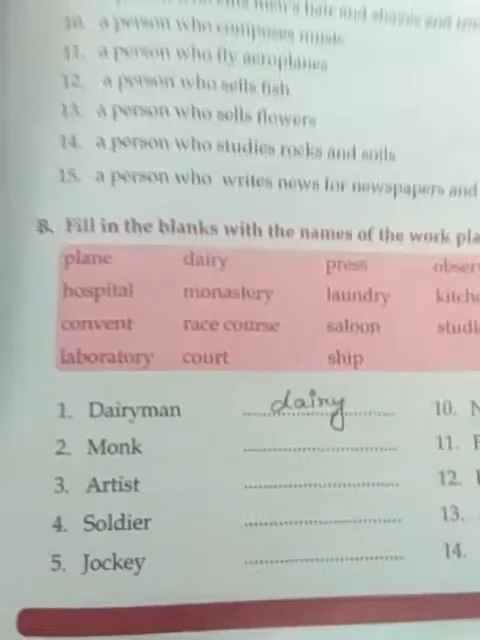 10. a person who composes music
11. a person who fly aeroplanes
12. a person who sells fish
13. a person who sells flowers
14. a person who studies rocks and soils
15. a person who writes news for newspapers and
B. Fill in the blanks with the names of the work
plane dairy press
hospital monastery laundry
convent race course saloon
laboratory court ship
1. Dairyman dairy 10.
2. Monk 11.
3. Artist 12.
4. Soldier 13.
5. Jockey 14.